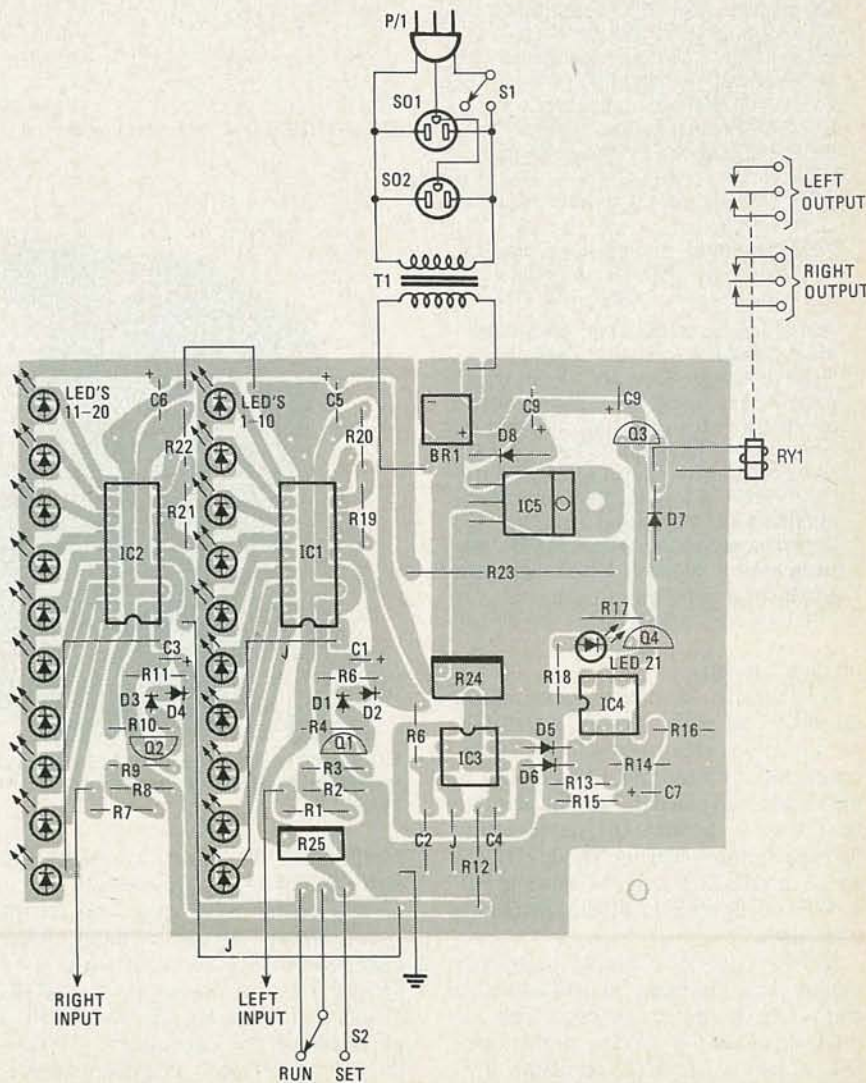 P/1
S1
SO1
SO2
LEFT
OUTPUT
RIGHT
OUTPUT
T1
LED'S
11–20
C6
LED'S
1–10
C5
C9
C9
Q3
R22
R20
D8
BR1
RY1
R21
R19
IC5
D7
IC2
IC1
R23
R17
Q4
LED 21
C3
J
C1
R11
R6
R24
R18
D3
D4
D1
D2
IC4
R10
R4
R6
R16
Q2
Q1
IC3
D5
R9
R3
D6
R14
R8
R2
R13
R7
R1
R15
C7
R25
C2
J
C4
R12
J
RIGHT
INPUT
LEFT
INPUT
S2
RUN
SET